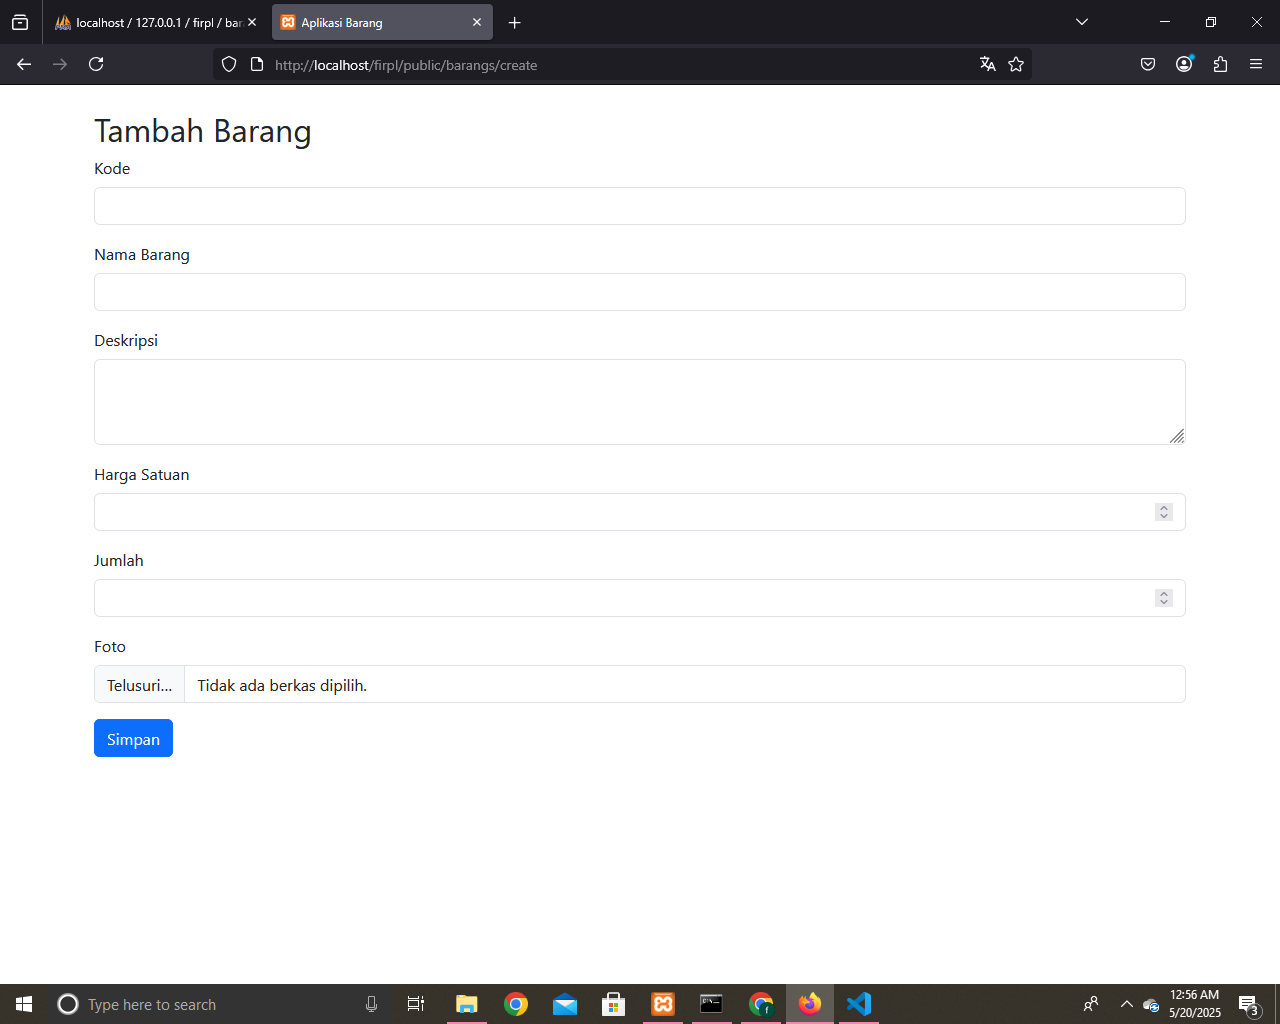 localhost / 127.0.0.1 / firpl / bar
Aplikasi Barang
http://localhost/firpl/public/barangs/create
Tambah Barang
Kode
Nama Barang
Deskripsi
Harga Satuan
Jumlah
Foto
Telusuri... Tidak ada berkas dipilih.
Simpan
Type here to search
12:56 AM
5/20/2025
3